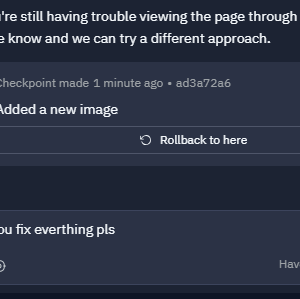 're still having trouble viewing the page through
know and we can try a different approach.
Checkpoint made 1 minute ago • ad3a72a6
Added a new image
Rollback to here
ou fix everthing pls
Hav